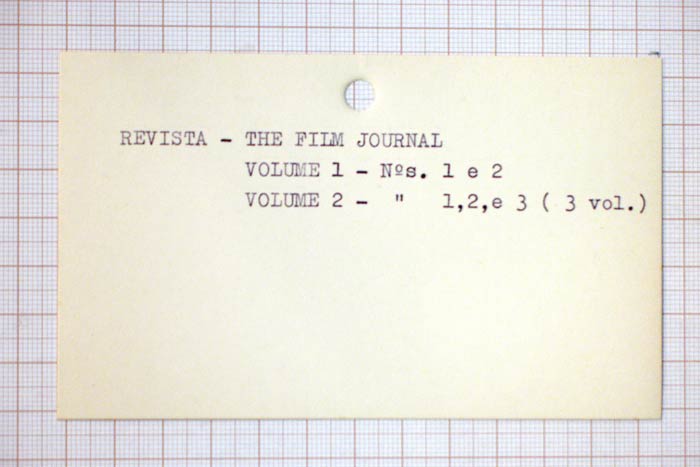 REVISTA - THE FILM JOURNAL
VOLUME 1 - Nºs. 1 e 2
VOLUME 2 - " 1,2,e 3 ( 3 vol.)